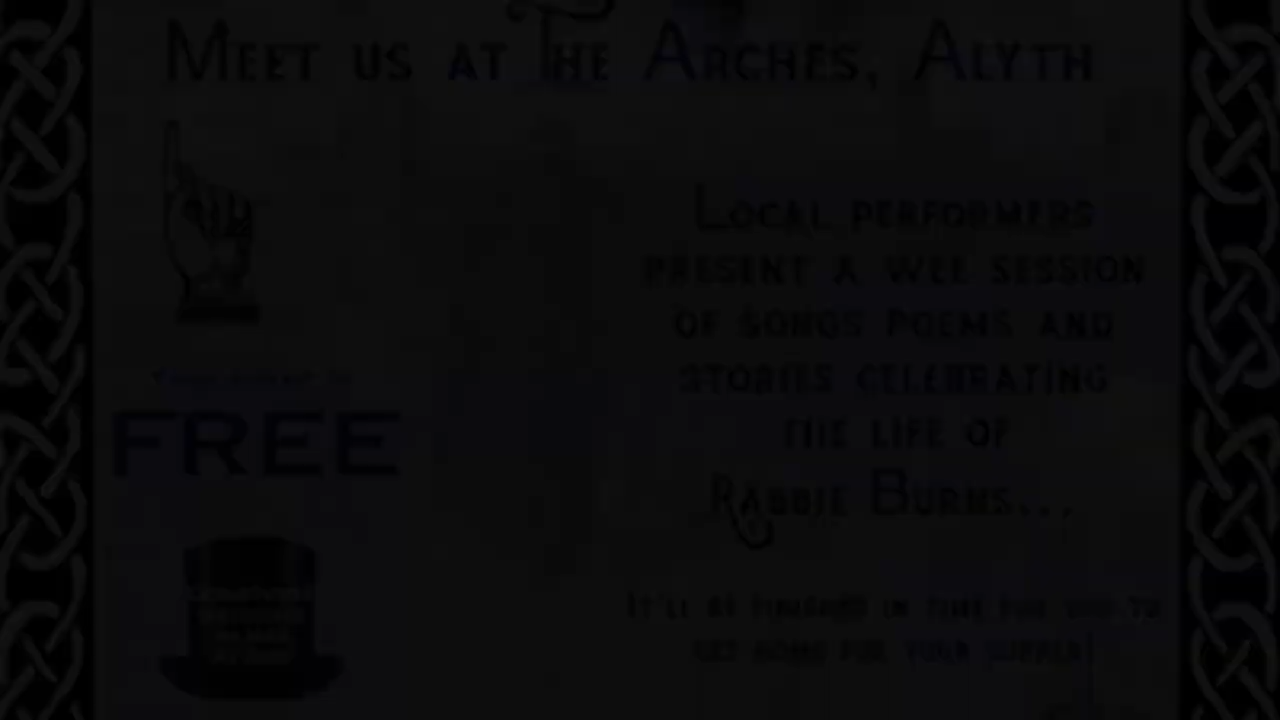 Meet us at The Arches, Alyth
Local performers
present a wee session
of songs poems and
stories celebrating
the life of
Rabbie Burns...
FREE
It'll be finished in time for you to
get home for your supper!